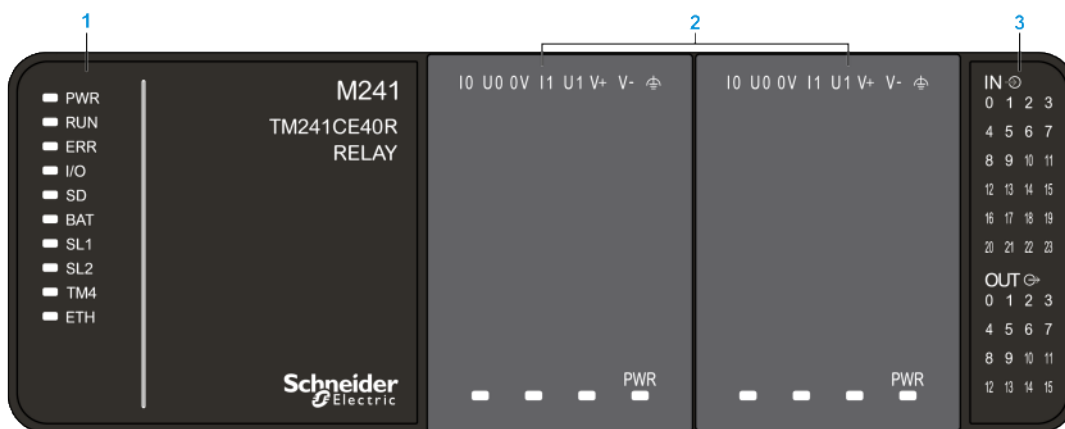 1
2
3
PWR
RUN
ERR
I/O
SD
BAT
SL1
SL2
TM4
ETH
M241
TM241CE40R
RELAY
Schneider
Electric
I0 U0 0V I1 U1 V+ V-
PWR
I0 U0 0V I1 U1 V+ V-
PWR
IN
0 1 2 3
4 5 6 7
8 9 10 11
12 13 14 15
16 17 18 19
20 21 22 23
OUT
0 1 2 3
4 5 6 7
8 9 10 11
12 13 14 15